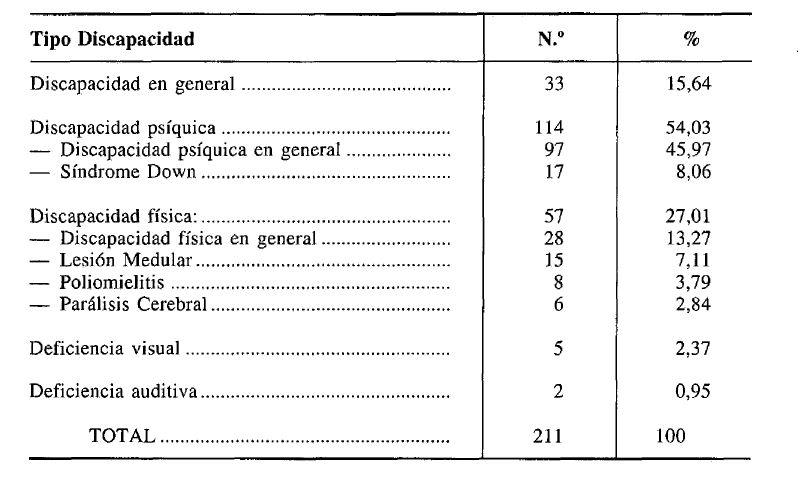 Tipo Discapacidad N.º %
Discapacidad en general .......................................... 33 15,64
Discapacidad psíquica ............................................. 114 54,03
— Discapacidad psíquica en general ..................... 97 45,97
— Síndrome Down .................................................. 17 8,06
Discapacidad física: .................................................. 57 27,01
— Discapacidad física en general .......................... 28 13,27
— Lesión Medular ................................................... 15 7,11
— Poliomielitis ........................................................ 8 3,79
— Parálisis Cerebral ................................................ 6 2,84
Deficiencia visual ..................................................... 5 2,37
Deficiencia auditiva .................................................. 2 0,95
TOTAL .......................................................... 211 100